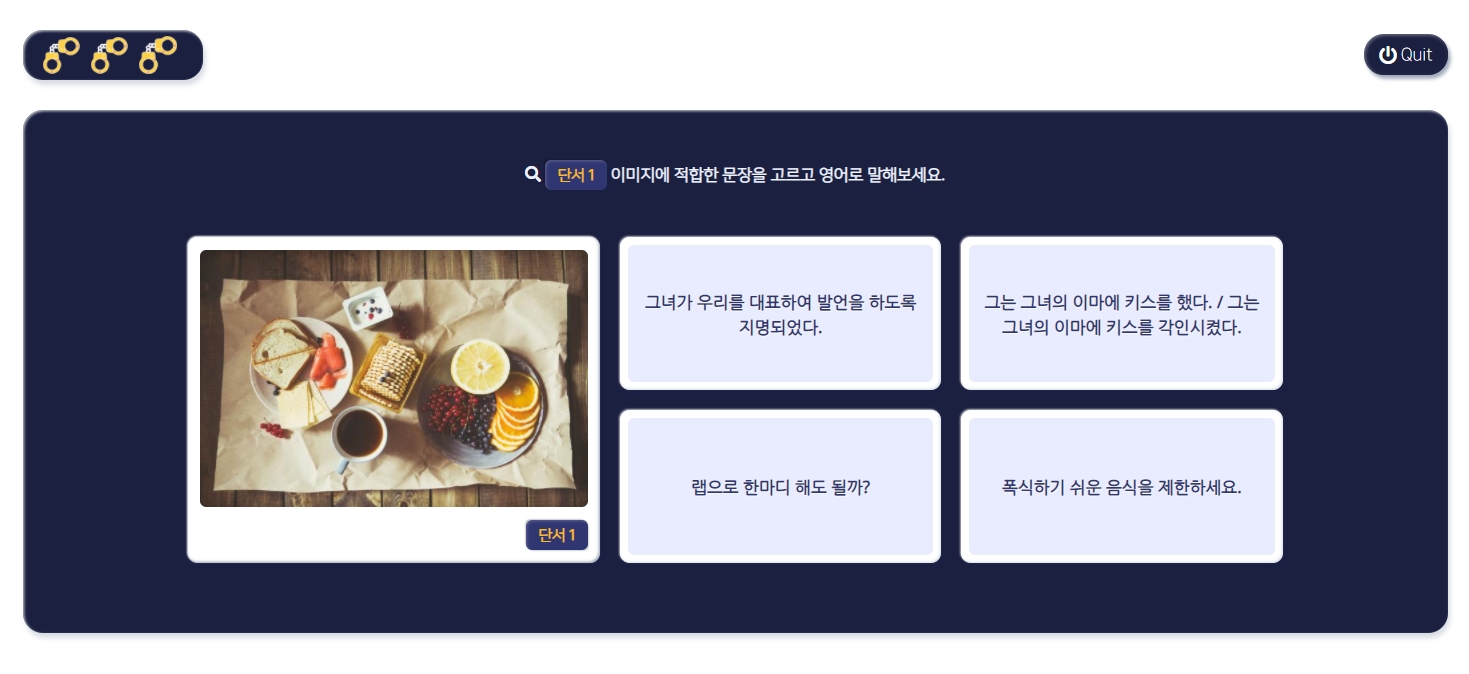 Quit
단서 1 이미지에 적합한 문장을 고르고 영어로 말해보세요.
단서 1
그녀가 우리를 대표하여 발언을 하도록
지명되었다.
그는 그녀의 이마에 키스를 했다. / 그는
그녀의 이마에 키스를 각인시켰다.
랩으로 한마디 해도 될까?
폭식하기 쉬운 음식을 제한하세요.